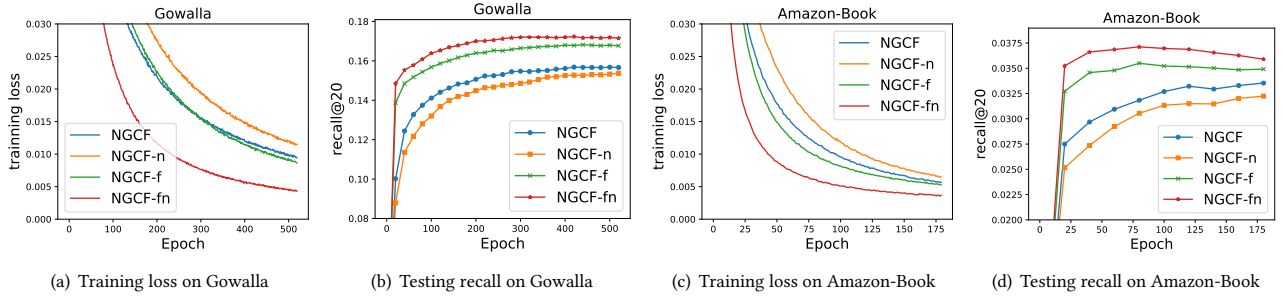 Gowalla
0.030
0.025
0.020
0.015
0.010
0.005
0.000
trainning loss
NGCF
NGCF-n
NGCF-f
NGCF-fn
0 100 200 300 400 500
Epoch
(a) Training loss on Gowalla
Gowalla
0.18
0.16
0.14
0.12
0.10
0.08
recall@20
NGCF
NGCF-n
NGCF-f
NGCF-fn
0 100 200 300 400 500
Epoch
(b) Testing recall on Gowalla
Amazon-Book
0.030
0.025
0.020
0.015
0.010
0.005
0.000
trainning loss
NGCF
NGCF-n
NGCF-f
NGCF-fn
0 25 50 75 100 125 150 175
Epoch
(c) Training loss on Amazon-Book
Amazon-Book
0.0375
0.0350
0.0325
0.0300
0.0275
0.0250
0.0225
0.0200
recall@20
NGCF
NGCF-n
NGCF-f
NGCF-fn
0 25 50 75 100 125 150 175
Epoch
(d) Testing recall on Amazon-Book